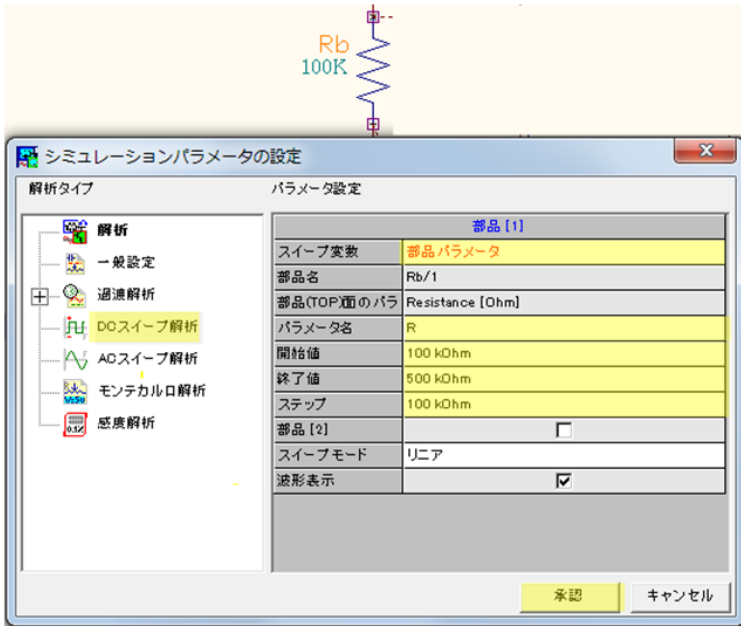 Rb
100K
シミュレーションパラメータの設定
解析タイプ
パラメータ設定
解析
一般設定
過渡解析
DCスイープ解析
ACスイープ解析
モンテカルロ解析
感度解析
部品 [1]
スイープ変数 部品パラメータ
部品名 Rb/1
部品(TOP)面のパラ Resistance [Ohm]
パラメータ名 R
開始値 100 kOhm
終了値 500 kOhm
ステップ 100 kOhm
部品 [2]
スイープモード リニア
波形表示
承認 キャンセル